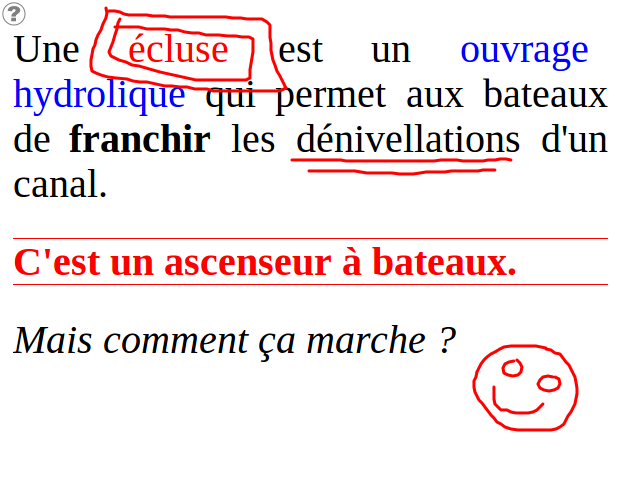 ?
Une écluse est un ouvrage
hydrolique qui permet aux bateaux
de franchir les dénivellations d'un
canal.
C'est un ascenseur à bateaux.
Mais comment ça marche ?